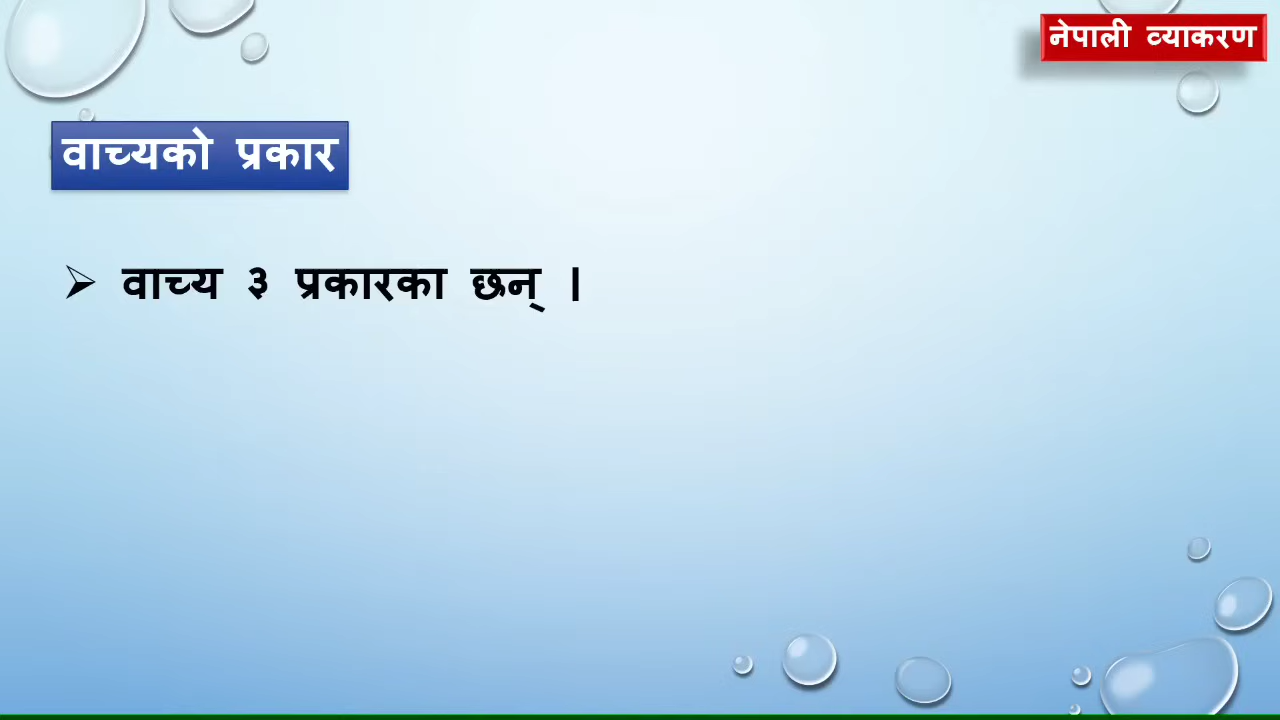 नेपाली व्याकरण
वाच्यको प्रकार
➢ वाच्य ३ प्रकारका छन् ।